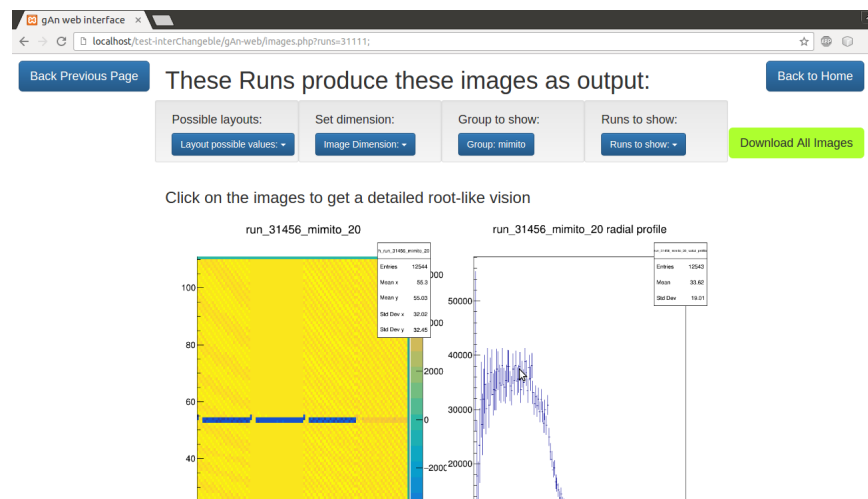 gAn web interface ×
localhost/test-interChangeble/gAn-web/images.php?runs=31111;
Back Previous Page
These Runs produce these images as output:
Back to Home
Possible layouts: Set dimension: Group to show: Runs to show:
Layout possible values: Image Dimension: Group: mimito Runs to show:
Download All Images
Click on the images to get a detailed root-like vision
run_31456_mimito_20
run_31456_mimito_20 radial profile
h_run_31456_mimito_20
Entries 12544
Mean x 55.3
Mean y 55.03
Std Dev x 32.02
Std Dev y 32.45
100
80
60
40
000
000
2000
0
−2000
Entries 12543
Mean 33.62
Std Dev 19.01
50000
40000
30000
20000